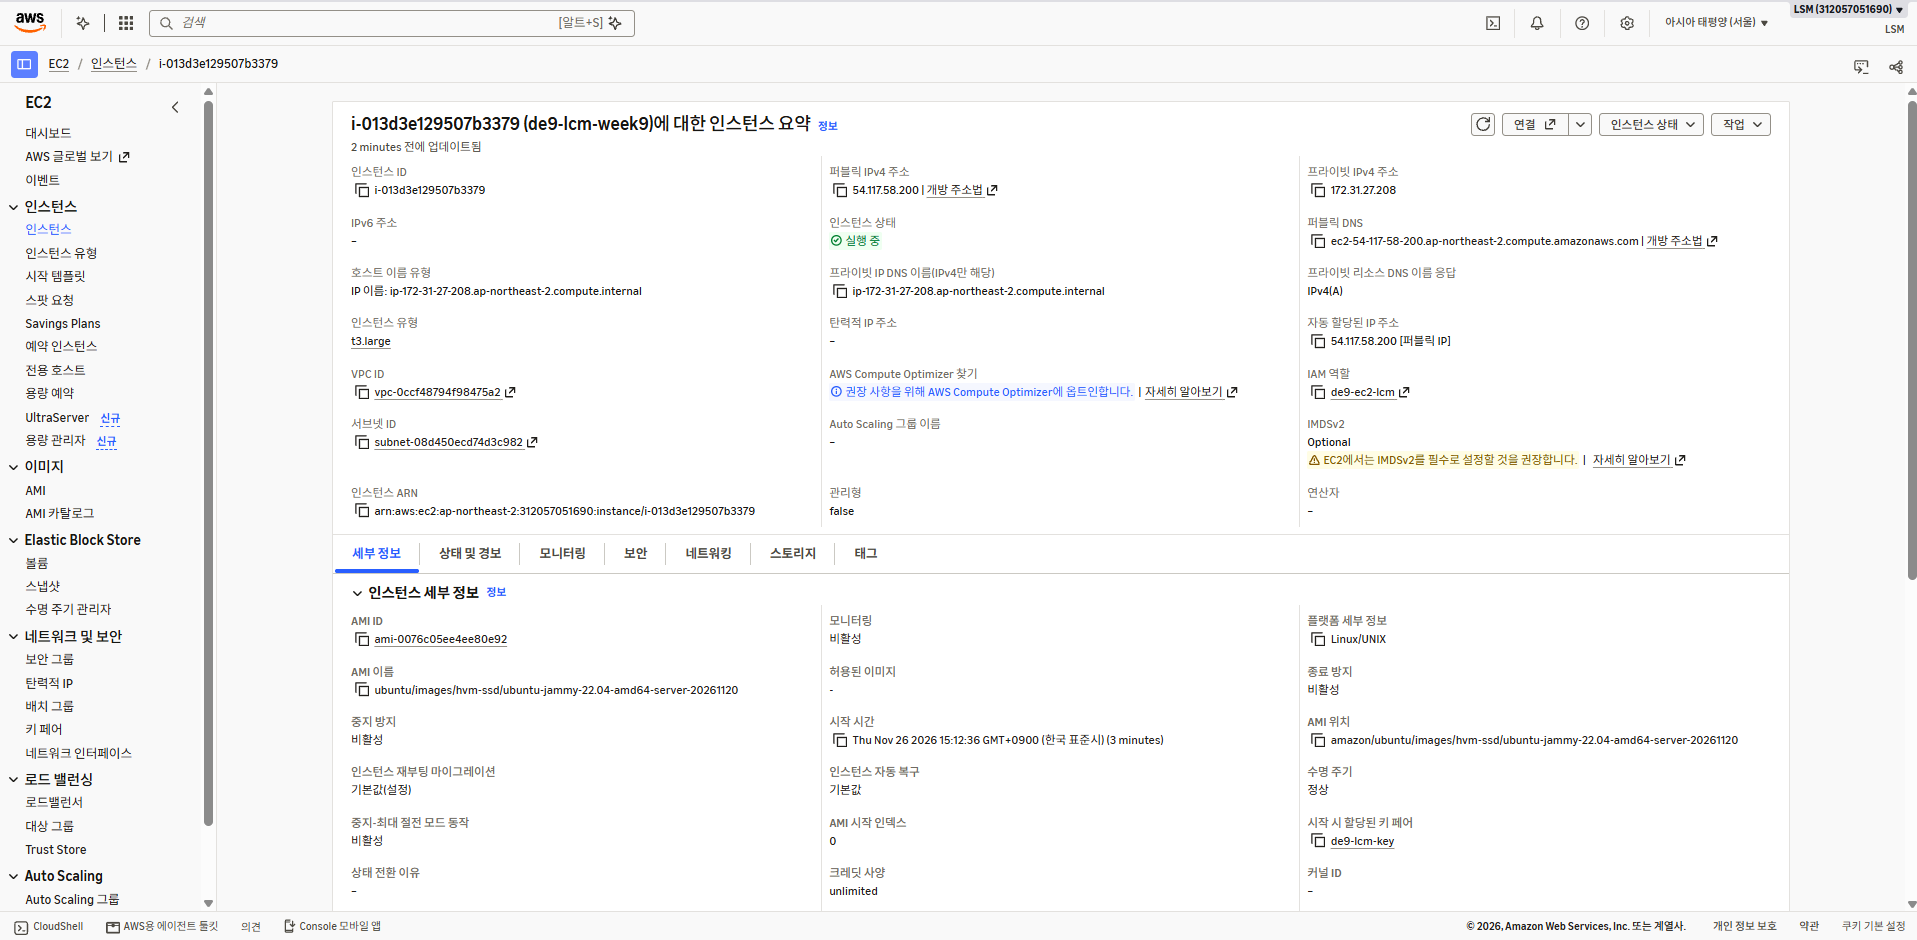 aws
검색
[알트+S]
아시아 태평양 (서울)
LSM (312057051690)
LSM
EC2 / 인스턴스 / i-013d3e129507b3379
EC2
대시보드
AWS 글로벌 보기
이벤트
인스턴스
인스턴스
인스턴스 유형
시작 템플릿
스팟 요청
Savings Plans
예약 인스턴스
전용 호스트
용량 예약
UltraServer 신규
용량 관리자 신규
이미지
AMI
AMI 카탈로그
Elastic Block Store
볼륨
스냅샷
수명 주기 관리자
네트워크 및 보안
보안 그룹
탄력적 IP
배치 그룹
키 페어
네트워크 인터페이스
로드 밸런싱
로드밸런서
대상 그룹
Trust Store
Auto Scaling
Auto Scaling 그룹
i-013d3e129507b3379 (de9-lcm-week9)에 대한 인스턴스 요약 정보
연결
인스턴스 상태
작업
2 minutes 전에 업데이트됨
인스턴스 ID
i-013d3e129507b3379
퍼블릭 IPv4 주소
54.117.58.200 | 개방 주소법
프라이빗 IPv4 주소
172.31.27.208
IPv6 주소
–
인스턴스 상태
실행 중
퍼블릭 DNS
ec2-54-117-58-200.ap-northeast-2.compute.amazonaws.com | 개방 주소법
호스트 이름 유형
IP 이름: ip-172-31-27-208.ap-northeast-2.compute.internal
프라이빗 IP DNS 이름(IPv4만 해당)
ip-172-31-27-208.ap-northeast-2.compute.internal
프라이빗 리소스 DNS 이름 응답
IPv4(A)
인스턴스 유형
t3.large
탄력적 IP 주소
–
자동 할당된 IP 주소
54.117.58.200 [퍼블릭 IP]
VPC ID
vpc-0ccf48794f98475a2
AWS Compute Optimizer 찾기
권장 사항을 위해 AWS Compute Optimizer에 옵트인합니다. | 자세히 알아보기
IAM 역할
de9-ec2-lcm
서브넷 ID
subnet-08d450ecd74d3c982
Auto Scaling 그룹 이름
–
IMDSv2
Optional
EC2에서는 IMDSv2를 필수로 설정할 것을 권장합니다. | 자세히 알아보기
인스턴스 ARN
arn:aws:ec2:ap-northeast-2:312057051690:instance/i-013d3e129507b3379
관리형
false
연산자
–
세부 정보
상태 및 경보
모니터링
보안
네트워킹
스토리지
태그
인스턴스 세부 정보 정보
AMI ID
ami-0076c05ee4ee80e92
모니터링
비활성
플랫폼 세부 정보
Linux/UNIX
AMI 이름
ubuntu/images/hvm-ssd/ubuntu-jammy-22.04-amd64-server-20261120
허용된 이미지
-
종료 방지
비활성
중지 방지
비활성
시작 시간
Thu Nov 26 2026 15:12:36 GMT+0900 (한국 표준시) (3 minutes)
AMI 위치
amazon/ubuntu/images/hvm-ssd/ubuntu-jammy-22.04-amd64-server-20261120
인스턴스 재부팅 마이그레이션
기본값(설정)
인스턴스 자동 복구
기본값
수명 주기
정상
중지-최대 절전 모드 동작
비활성
AMI 시작 인덱스
0
시작 시 할당된 키 페어
de9-lcm-key
상태 전환 이유
–
크레딧 사양
unlimited
커널 ID
–
CloudShell
AWS용 에이전트 툴킷
의견
Console 모바일 앱
© 2026, Amazon Web Services, Inc. 또는 계열사.
개인 정보 보호
약관
쿠키 기본 설정